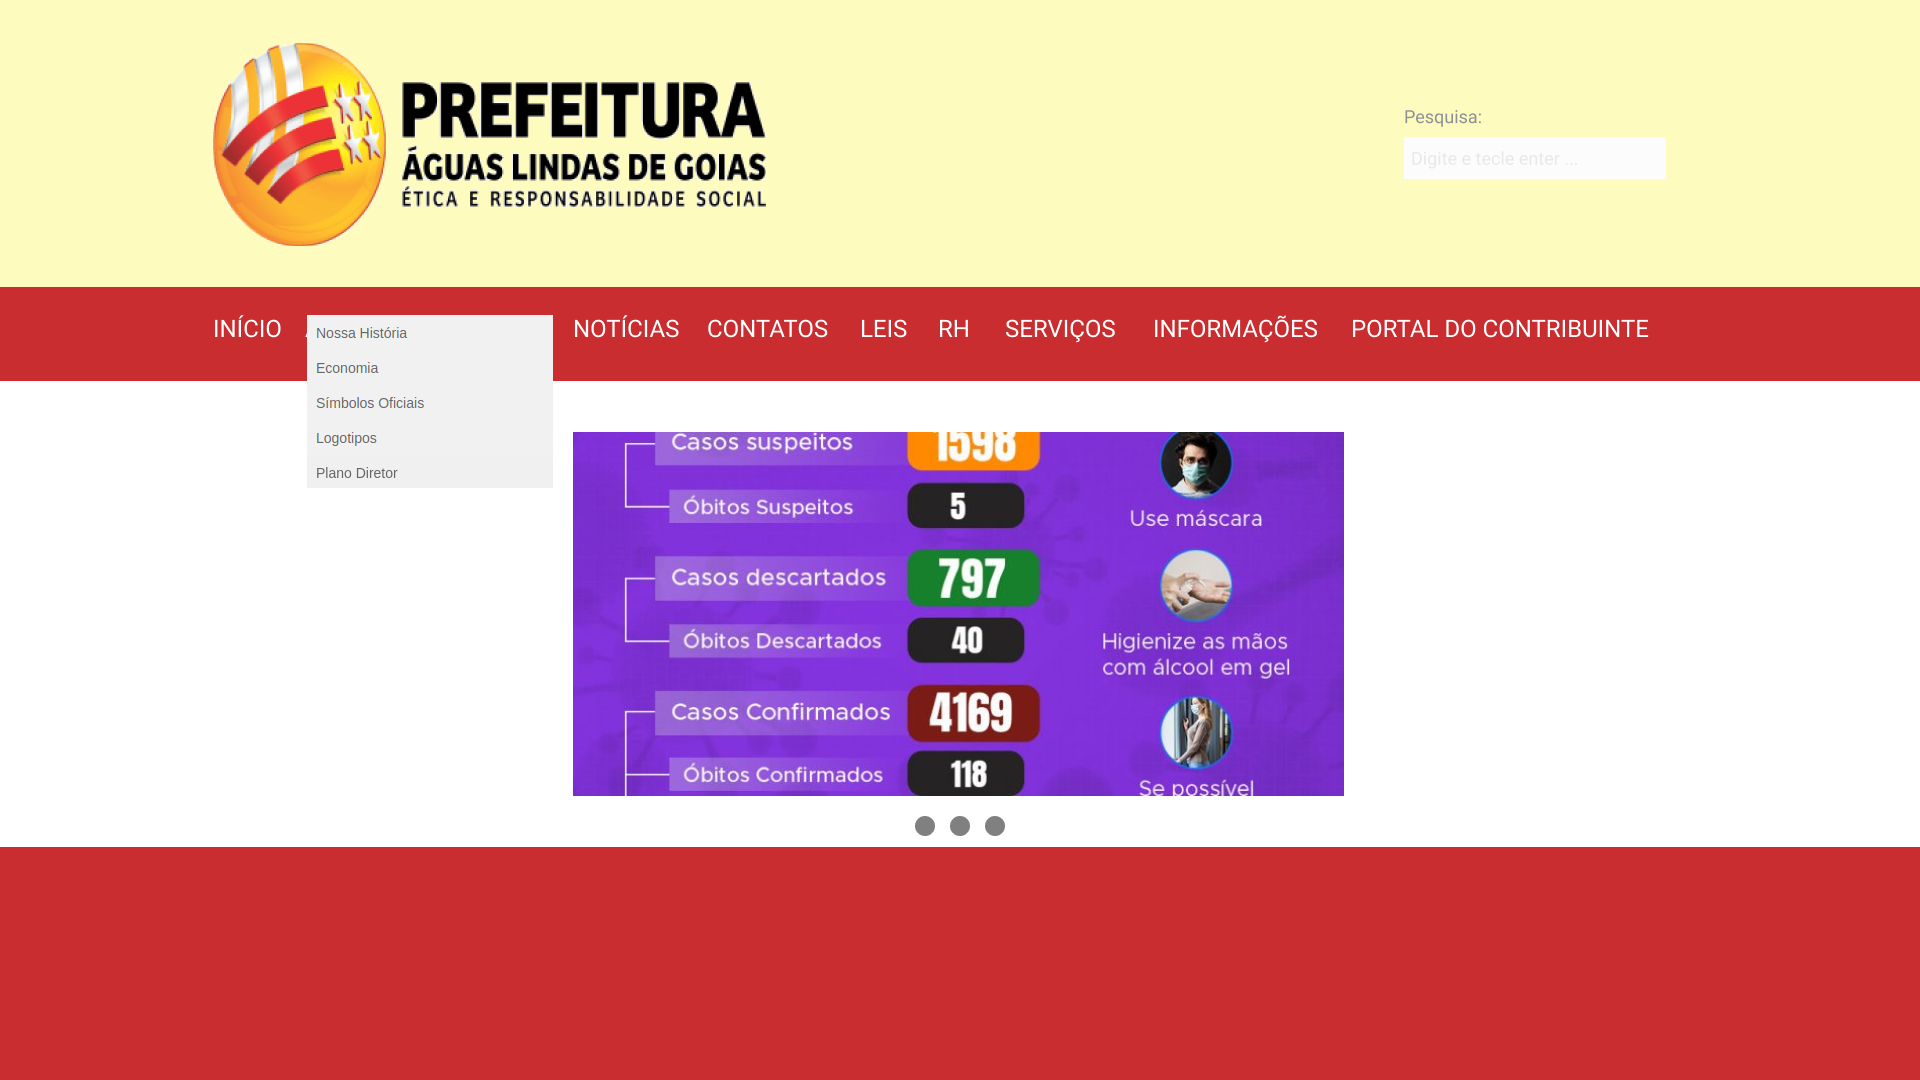 PREFEITURA
ÁGUAS LINDAS DE GOIAS
ÉTICA E RESPONSABILIDADE SOCIAL
Pesquisa:
Digite e tecle enter ...
INÍCIO
NOTÍCIAS
CONTATOS
LEIS
RH
SERVIÇOS
INFORMAÇÕES
PORTAL DO CONTRIBUINTE
Nossa História
Economia
Símbolos Oficiais
Logotipos
Plano Diretor
Casos suspeitos 1598
Óbitos Suspeitos 5
Casos descartados 797
Óbitos Descartados 40
Casos Confirmados 4169
Óbitos Confirmados 118
Use máscara
Higienize as mãos
com álcool em gel
Se possível